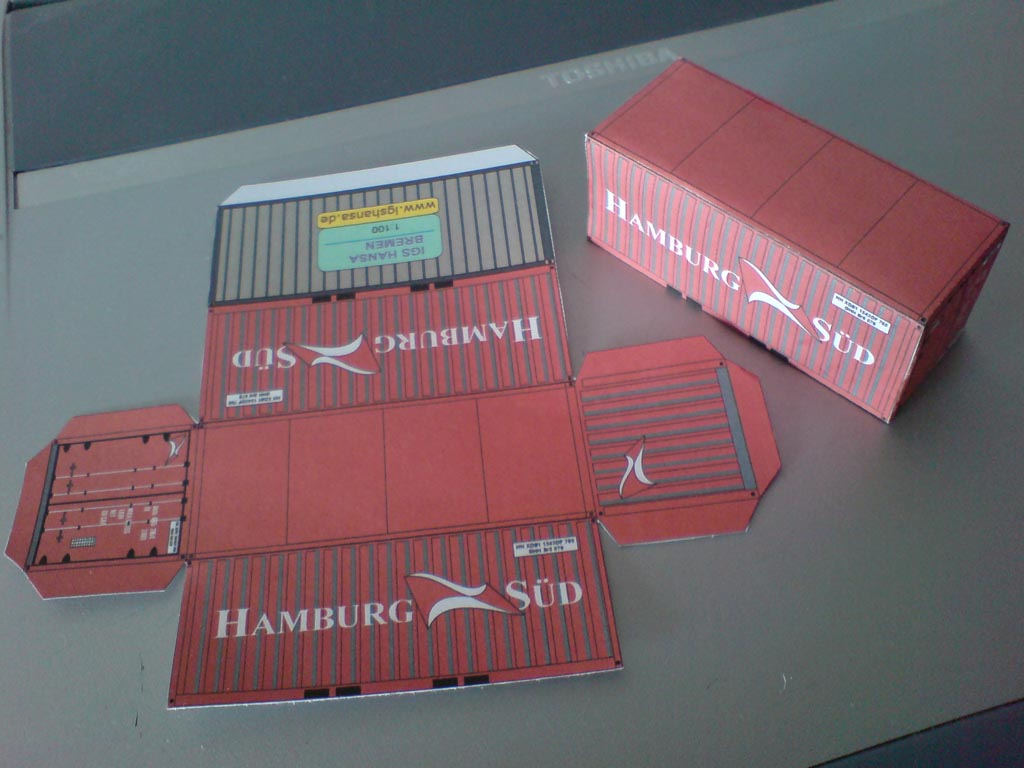 TOSHIBA
www.igshansa.de
1:100
IGS HANSA
BREMEN
HAMBURG SÜD
HAMBURG SÜD
HAMBURG SÜD